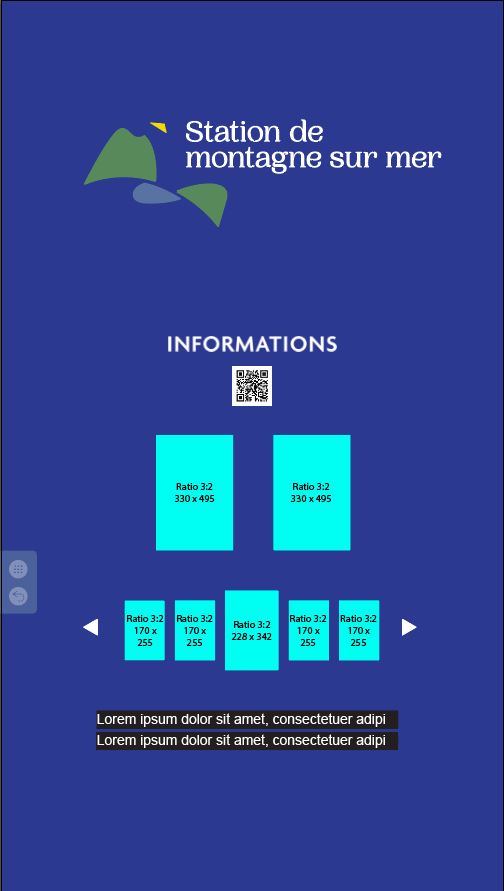 Station de
montagne sur mer
INFORMATIONS
Ratio 3:2
330 x 495
Ratio 3:2
330 x 495
Ratio 3:2
170 x
255
Ratio 3:2
170 x
255
Ratio 3:2
228 x 342
Ratio 3:2
170 x
255
Ratio 3:2
170 x
255
Lorem ipsum dolor sit amet, consectetuer adipi
Lorem ipsum dolor sit amet, consectetuer adipi